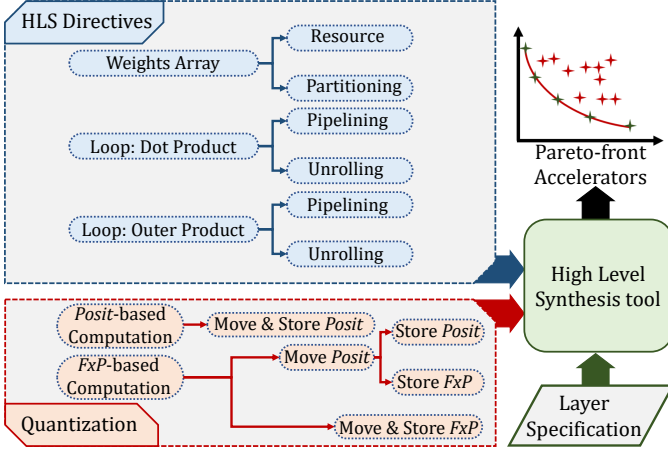 HLS Directives
Weights Array
Resource
Partitioning
Loop: Dot Product
Pipelining
Unrolling
Loop: Outer Product
Pipelining
Unrolling
Posit-based
Computation
Move & Store Posit
FxP-based
Computation
Move Posit
Store Posit
Store FxP
Move & Store FxP
Quantization
Pareto-front
Accelerators
High Level
Synthesis tool
Layer
Specification